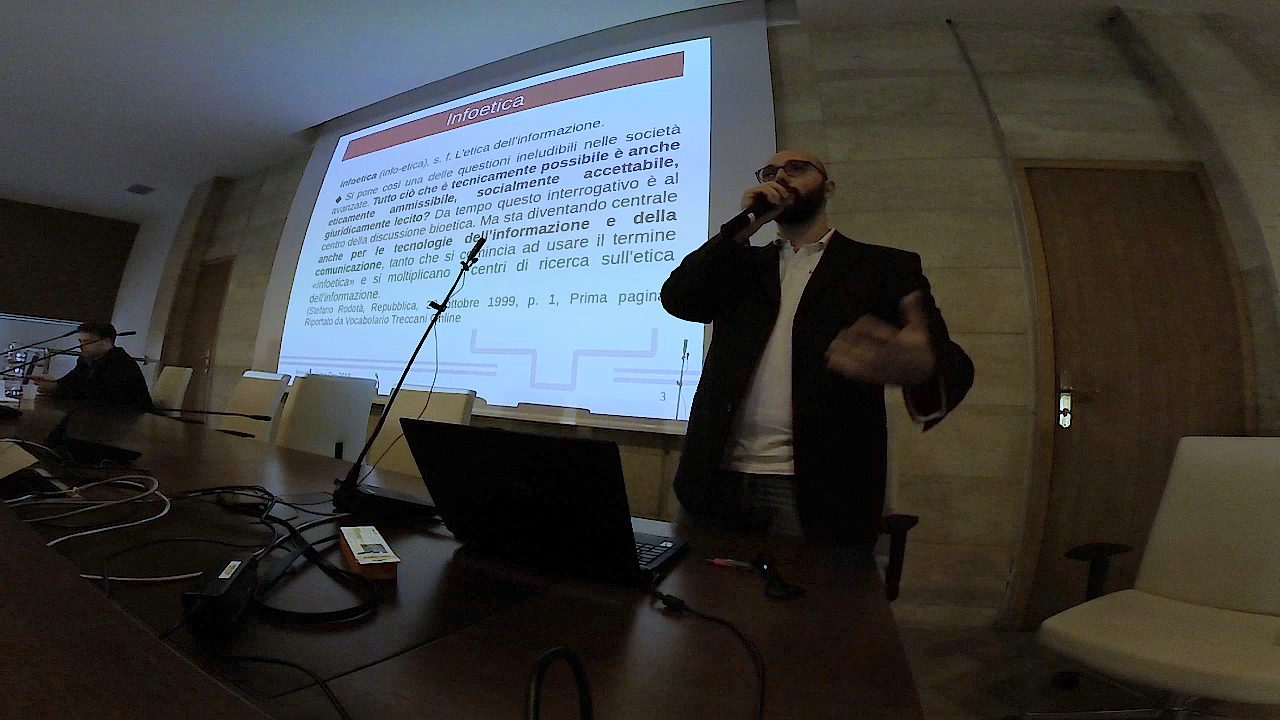 Infoetica
infoetica (info-etica), s. f. L'etica dell'informazione.
◆ Si pone così una delle questioni ineludibili nelle società
avanzate. Tutto ciò che è tecnicamente possibile è anche
eticamente ammissibile, socialmente accettabile,
giuridicamente lecito? Da tempo questo interrogativo è al
centro della discussione bioetica. Ma sta diventando centrale
anche per le tecnologie dell'informazione e della
comunicazione, tanto che si comincia ad usare il termine
«infoetica» e si moltiplicano centri di ricerca sull'etica
dell'informazione.
(Stefano Rodotà, Repubblica, ottobre 1999, p. 1, Prima pagina
Riportato da Vocabolario Treccani Online
3